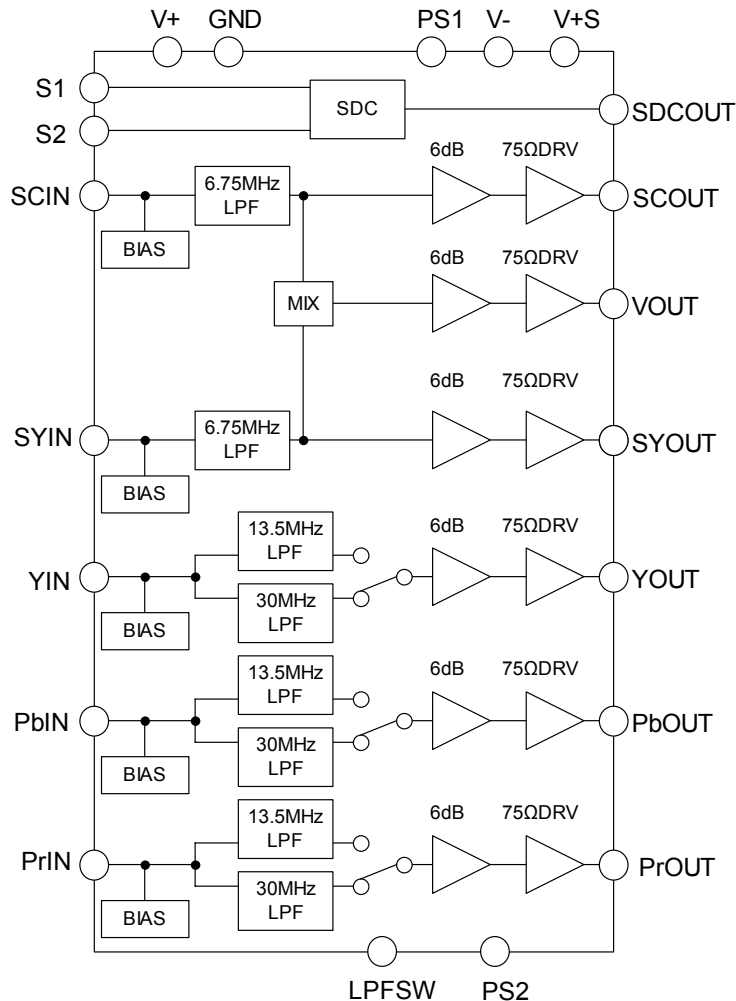 V+ GND PS1 V- V+S
S1
SDC
SDCOUT
S2
6dB 75ΩDRV
SCIN
6.75MHz
LPF
SCOUT
BIAS
6dB 75ΩDRV
MIX
VOUT
6dB 75ΩDRV
SYIN
6.75MHz
LPF
SYOUT
BIAS
13.5MHz
LPF
6dB 75ΩDRV
YIN
YOUT
30MHz
LPF
BIAS
13.5MHz
LPF
6dB 75ΩDRV
PbIN
PbOUT
30MHz
LPF
BIAS
13.5MHz
LPF
6dB 75ΩDRV
PrIN
PrOUT
30MHz
LPF
BIAS
LPFSW PS2